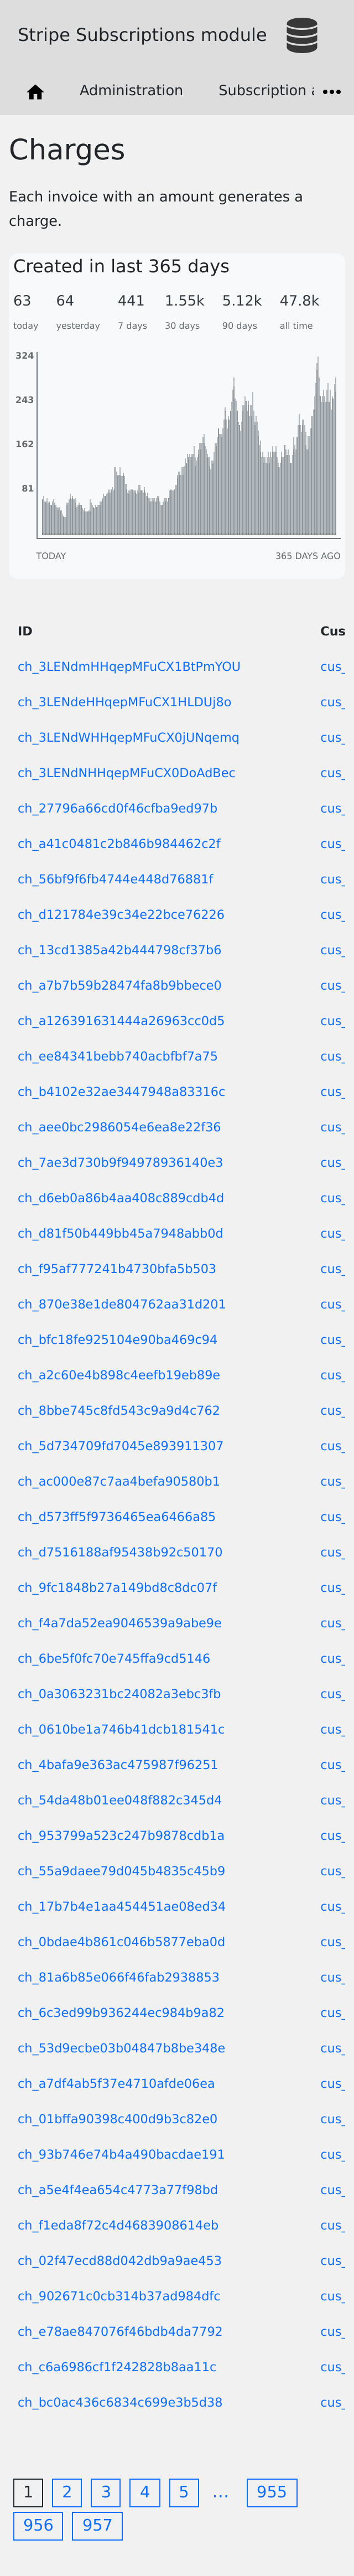 Stripe Subscriptions module
Administration Subscription
Charges
Each invoice with an amount generates a
charge.
Created in last 365 days
63 64 441 1.55k 5.12k 47.8k
today yesterday 7 days 30 days 90 days all time
324
243
162
81
TODAY 365 DAYS AGO
ID Cus
ch_3LENdmHHqepMFuCX1BtPmYOU cus_
ch_3LENdeHHqepMFuCX1HLDUj8o cus_
ch_3LENdWHHqepMFuCX0jUNqemq cus_
ch_3LENdNHHqepMFuCX0DoAdBec cus_
ch_27796a66cd0f46cfba9ed97b cus_
ch_a41c0481c2b846b984462c2f cus_
ch_56bf9f6fb4744e448d76881f cus_
ch_d121784e39c34e22bce76226 cus_
ch_13cd1385a42b444798cf37b6 cus_
ch_a7b7b59b28474fa8b9bbece0 cus_
ch_a126391631444a26963cc0d5 cus_
ch_ee84341bebb740acbfbf7a75 cus_
ch_b4102e32ae3447948a83316c cus_
ch_aee0bc2986054e6ea8e22f36 cus_
ch_7ae3d730b9f94978936140e3 cus_
ch_d6eb0a86b4aa408c889cdb4d cus_
ch_d81f50b449bb45a7948abb0d cus_
ch_f95af777241b4730bfa5b503 cus_
ch_870e38e1de804762aa31d201 cus_
ch_bfc18fe925104e90ba469c94 cus_
ch_a2c60e4b898c4eefb19eb89e cus_
ch_8bbe745c8fd543c9a9d4c762 cus_
ch_5d734709fd7045e893911307 cus_
ch_ac000e87c7aa4befa90580b1 cus_
ch_d573ff5f9736465ea6466a85 cus_
ch_d7516188af95438b92c50170 cus_
ch_9fc1848b27a149bd8c8dc07f cus_
ch_f4a7da52ea9046539a9abe9e cus_
ch_6be5f0fc70e745ffa9cd5146 cus_
ch_0a3063231bc24082a3ebc3fb cus_
ch_0610be1a746b41dcb181541c cus_
ch_4bafa9e363ac475987f96251 cus_
ch_54da48b01ee048f882c345d4 cus_
ch_953799a523c247b9878cdb1a cus_
ch_55a9daee79d045b4835c45b9 cus_
ch_17b7b4e1aa454451ae08ed34 cus_
ch_0bdae4b861c046b5877eba0d cus_
ch_81a6b85e066f46fab2938853 cus_
ch_6c3ed99b936244ec984b9a82 cus_
ch_53d9ecbe03b04847b8be348e cus_
ch_a7df4ab5f37e4710afde06ea cus_
ch_01bffa90398c400d9b3c82e0 cus_
ch_93b746e74b4a490bacdae191 cus_
ch_a5e4f4ea654c4773a77f98bd cus_
ch_f1eda8f72c4d4683908614eb cus_
ch_02f47ecd88d042db9a9ae453 cus_
ch_902671c0cb314b37ad984dfc cus_
ch_e78ae847076f46bdb4da7792 cus_
ch_c6a6986cf1f242828b8aa11c cus_
ch_bc0ac436c6834c699e3b5d38 cus_
1 2 3 4 5 … 955
956 957